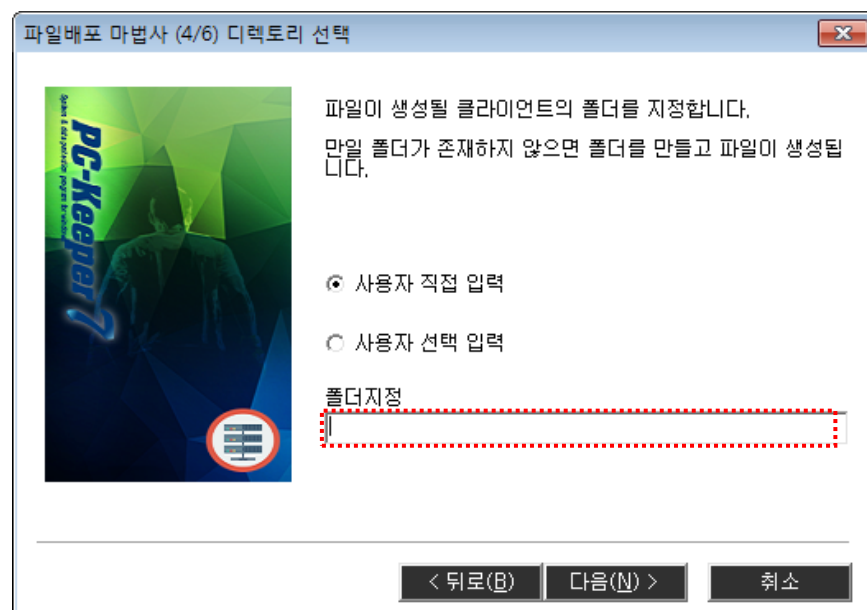 파일배포 마법사 (4/6) 디렉토리 선택
PC-Keeper 7
파일이 생성될 클라이언트의 폴더를 지정합니다.
만일 폴더가 존재하지 않으면 폴더를 만들고 파일이 생성됩
니다.
사용자 직접 입력
사용자 선택 입력
폴더지정
< 뒤로(B)
다음(N) >
취소